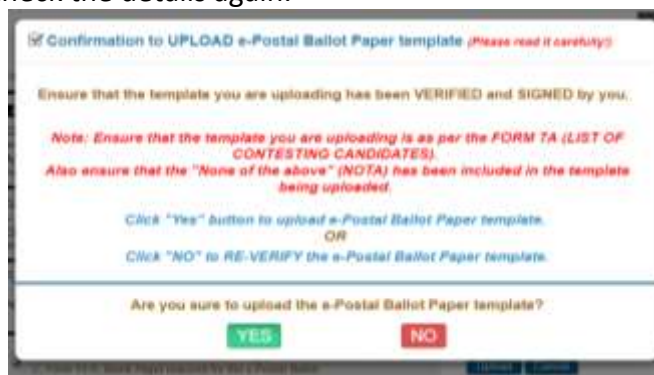 heck the details again.
Confirmation to UPLOAD e-Postal Ballot Paper template (Please read it carefully!)
Ensure that the template you are uploading has been VERIFIED and SIGNED by you.
Note: Ensure that the template you are uploading is as per the FORM 7A (LIST OF
CONTESTING CANDIDATES).
Also ensure that the "None of the above" (NOTA) has been included in the template
being uploaded.
Click "Yes" button to upload e-Postal Ballot Paper template.
OR
Click "NO" to RE-VERIFY the e-Postal Ballot Paper template.
Are you sure to upload the e-Postal Ballot Paper template?
YES NO